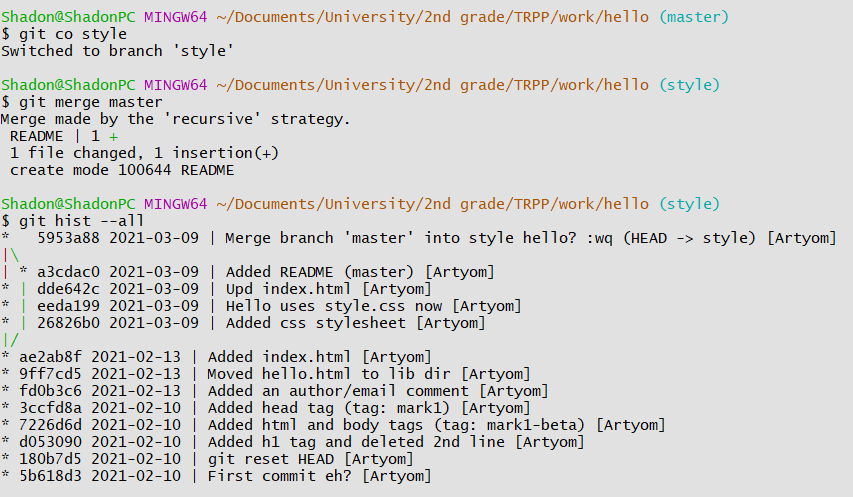 Shadon@ShadonPC MINGW64 ~/Documents/University/2nd grade/TRPP/work/hello (master)
$ git co style
Switched to branch 'style'

Shadon@ShadonPC MINGW64 ~/Documents/University/2nd grade/TRPP/work/hello (style)
$ git merge master
Merge made by the 'recursive' strategy.
 README | 1 +
 1 file changed, 1 insertion(+)
 create mode 100644 README

Shadon@ShadonPC MINGW64 ~/Documents/University/2nd grade/TRPP/work/hello (style)
$ git hist --all
*   5953a88 2021-03-09 | Merge branch 'master' into style hello? :wq (HEAD -> style) [Artyom]
|\
| * a3cdac0 2021-03-09 | Added README (master) [Artyom]
* | dde642c 2021-03-09 | Upd index.html [Artyom]
* | eeda199 2021-03-09 | Hello uses style.css now [Artyom]
* | 26826b0 2021-03-09 | Added css stylesheet [Artyom]
|/
* ae2ab8f 2021-02-13 | Added index.html [Artyom]
* 9ff7cd5 2021-02-13 | Moved hello.html to lib dir [Artyom]
* fd0b3c6 2021-02-13 | Added an author/email comment [Artyom]
* 3ccfd8a 2021-02-10 | Added head tag (tag: mark1) [Artyom]
* 7226d6d 2021-02-10 | Added html and body tags (tag: mark1-beta) [Artyom]
* d053090 2021-02-10 | Added h1 tag and deleted 2nd line [Artyom]
* 180b7d5 2021-02-10 | git reset HEAD [Artyom]
* 5b618d3 2021-02-10 | First commit eh? [Artyom]